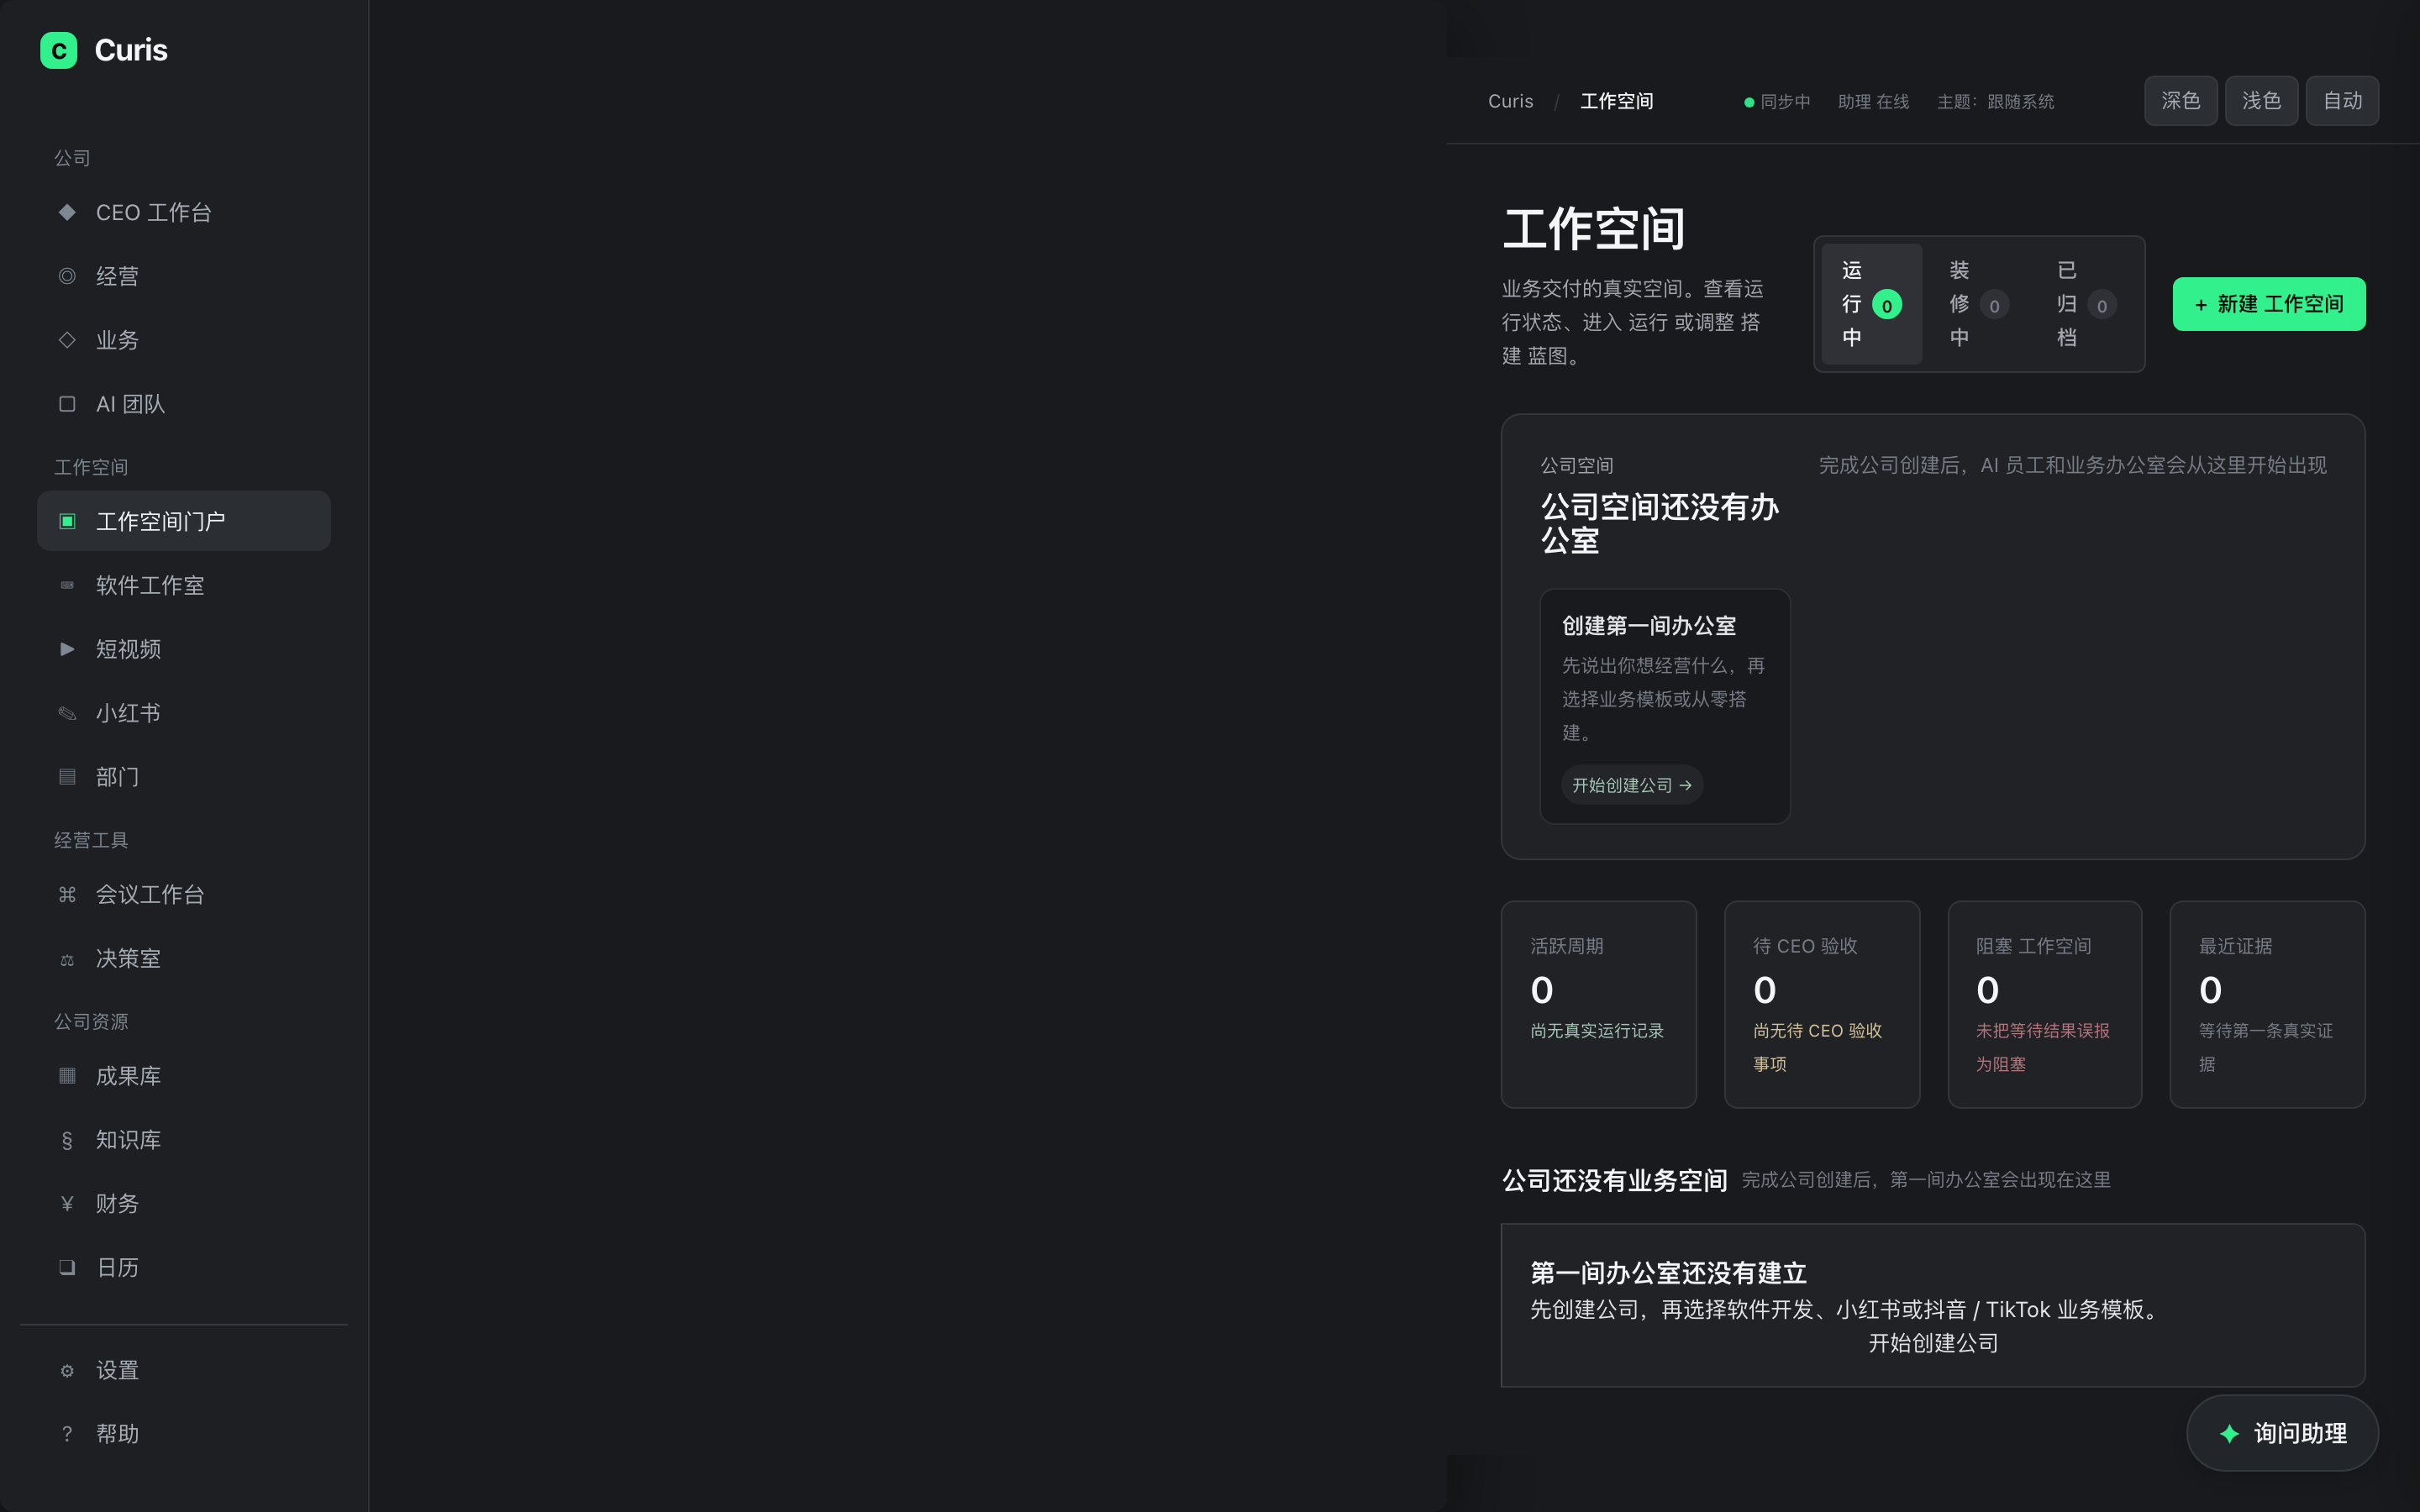 C Curis
公司
◆ CEO 工作台
◎ 经营
◇ 业务
▢ AI 团队
工作空间
▣ 工作空间门户
⌨ 软件工作室
▶ 短视频
✎ 小红书
▤ 部门
经营工具
⌘ 会议工作台
⚖ 决策室
公司资源
▦ 成果库
§ 知识库
¥ 财务
❏ 日历
⚙ 设置
? 帮助
Curis / 工作空间
同步中
助理 在线
主题：跟随系统
深色
浅色
自动
工作空间
业务交付的真实空间。查看运
行状态、进入 运行 或调整 搭
建 蓝图。
运
行 0
中
装
修 0
中
已
归 0
档
+ 新建 工作空间
公司空间
公司空间还没有办
公室
完成公司创建后，AI 员工和业务办公室会从这里开始出现
创建第一间办公室
先说出你想经营什么，再
选择业务模板或从零搭
建。
开始创建公司 →
活跃周期
0
尚无真实运行记录
待 CEO 验收
0
尚无待 CEO 验收
事项
阻塞 工作空间
0
未把等待结果误报
为阻塞
最近证据
0
等待第一条真实证
据
公司还没有业务空间 完成公司创建后，第一间办公室会出现在这里
第一间办公室还没有建立
先创建公司，再选择软件开发、小红书或抖音 / TikTok 业务模板。
开始创建公司
✦ 询问助理